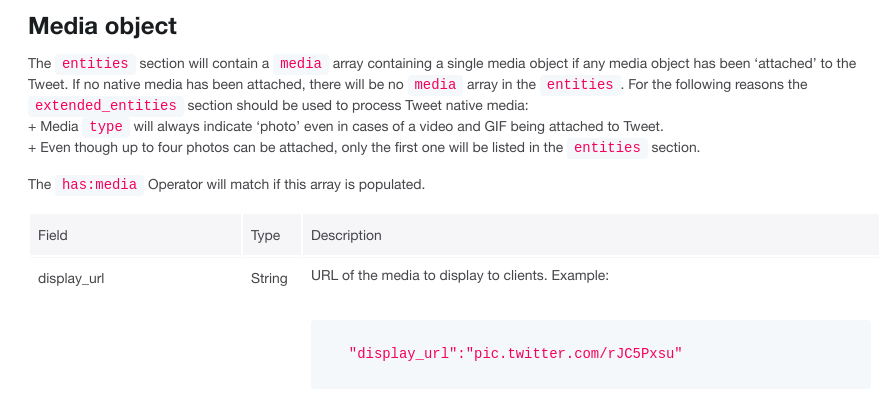 Media object
The entities section will contain a media array containing a single media object if any media object has been ‘attached’ to the
Tweet. If no native media has been attached, there will be no media array in the entities . For the following reasons the
extended_entities section should be used to process Tweet native media:
+ Media type will always indicate ‘photo’ even in cases of a video and GIF being attached to Tweet.
+ Even though up to four photos can be attached, only the first one will be listed in the entities section.
The has:media Operator will match if this array is populated.
Field Type Description
display_url String URL of the media to display to clients. Example:
"display_url":"pic.twitter.com/rJC5Pxsu"